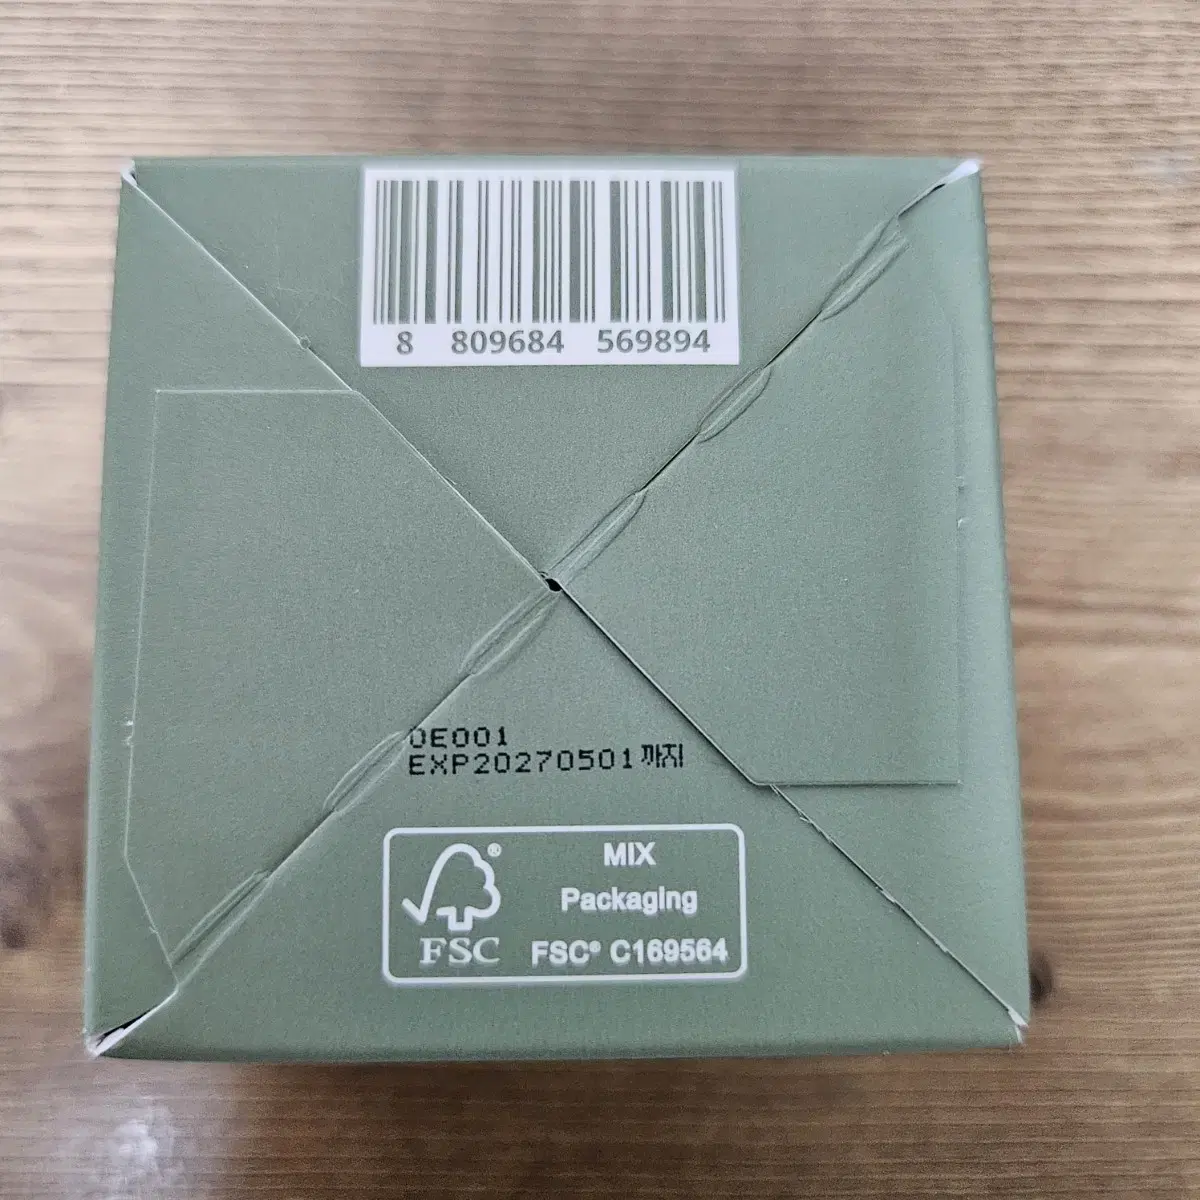 8 809684 569894
OE001
EXP20270501까지
MIX
Packaging
FSC® C169564
®
FSC